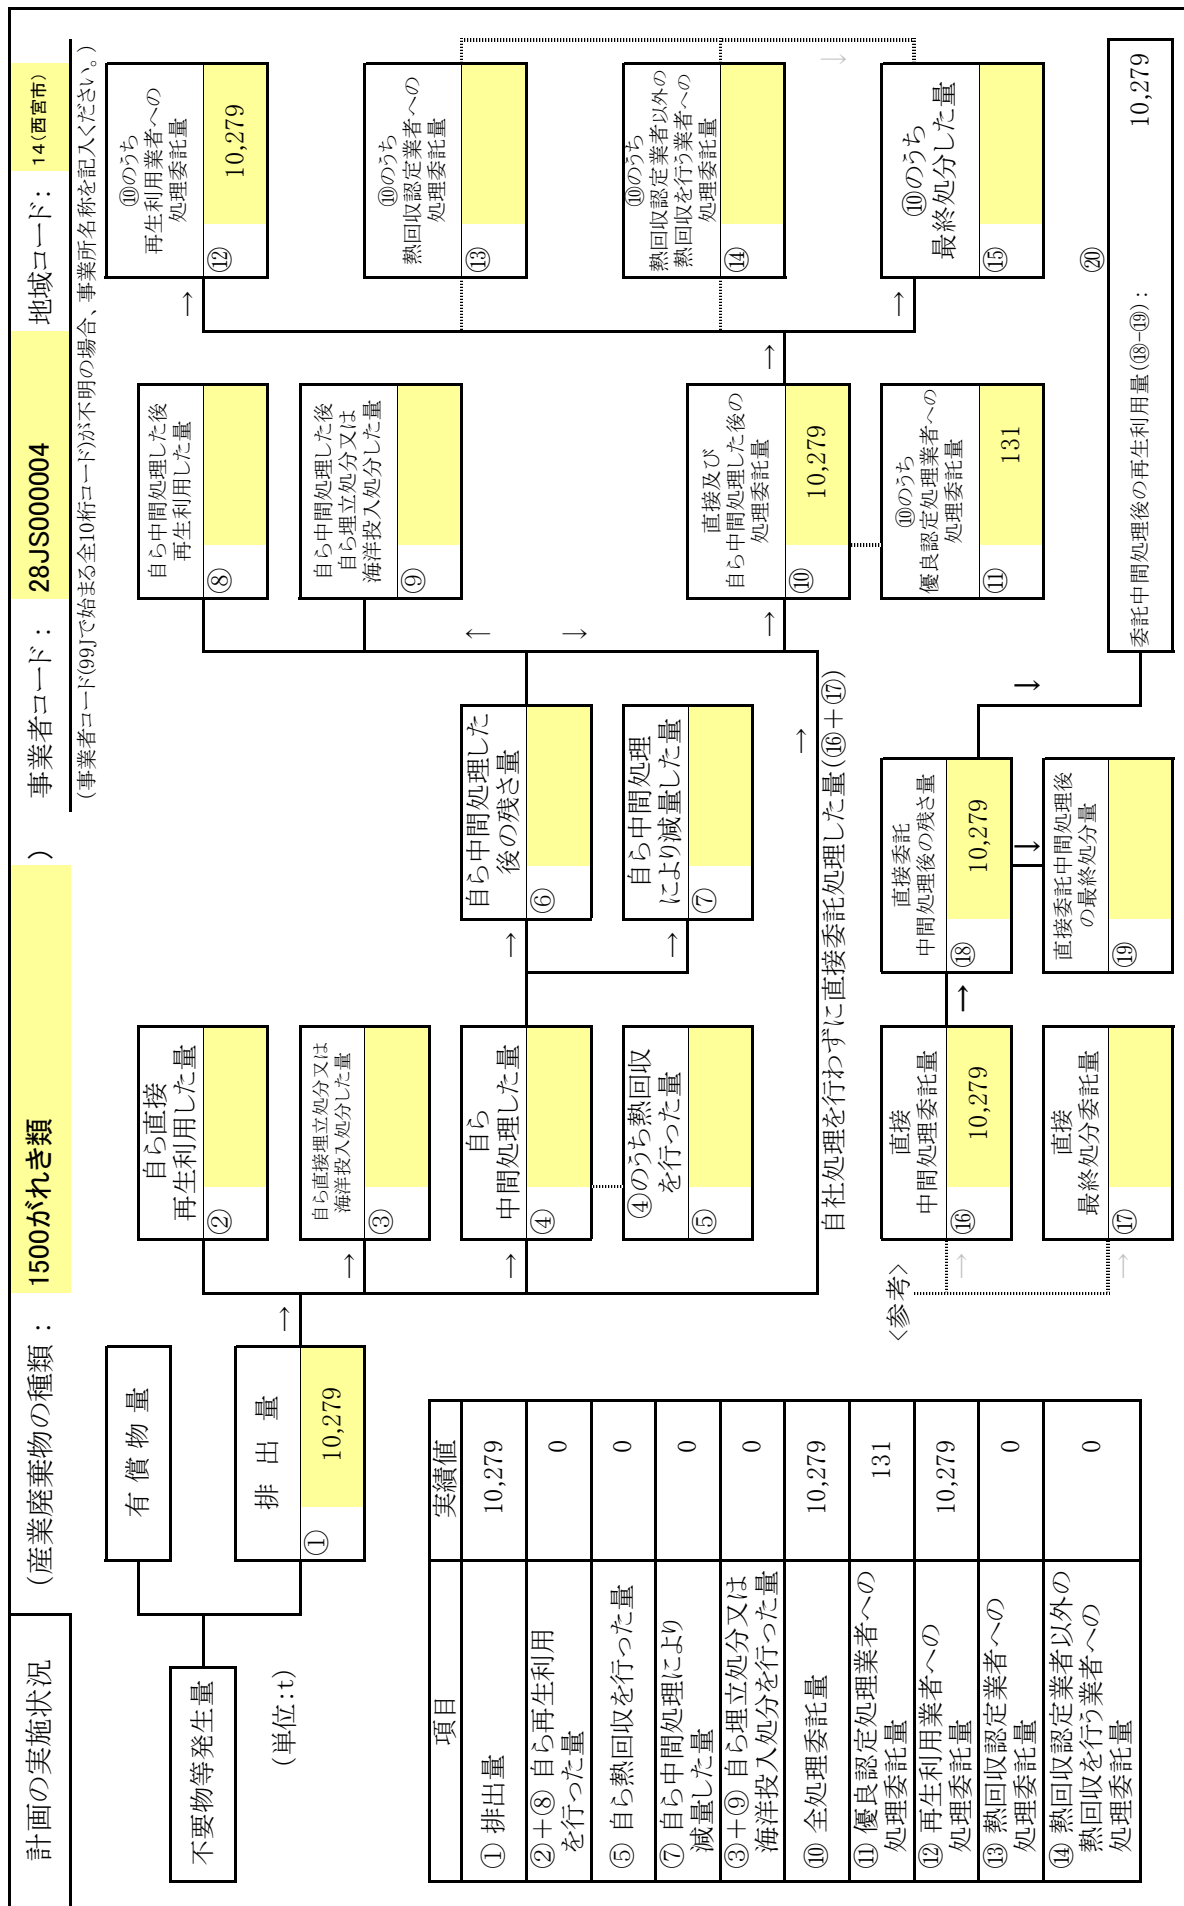 計画の実施状況
(産業廃棄物の種類：
1500がれき類
)
事業者コード：
28JS000004
地域コード：
14(西宮市)
(事業者コード(99Jで始まる全10桁コード)が不明の場合、事業所名称を記入ください。)
不要物等発生量
(単位:t)
有 償 物 量
排 出 量
①
10,279
→
自ら直接
再生利用した量
②
→
自ら直接埋立処分又は
海洋投入処分した量
③
→
自ら
中間処理した量
④
④のうち熱回収
を行った量
⑤
→
自ら中間処理した
後の残さ量
⑥
→
自ら中間処理
により減量した量
⑦
自ら中間処理した後
再生利用した量
⑧
自ら中間処理した後
自ら埋立処分又は
海洋投入処分した量
⑨
↑
↓
→
自社処理を行わずに直接委託処理した量(⑯＋⑰)
→
直接及び
自ら中間処理した後の
処理委託量
⑩
10,279
⑩のうち
優良認定処理業者への
処理委託量
⑪
131
→
→
⑩のうち
再生利用業者への
処理委託量
⑫
10,279
⑩のうち
熱回収認定業者への
処理委託量
⑬
⑩のうち
熱回収認定業者以外の
熱回収を行う業者への
処理委託量
⑭
↓
→
⑩のうち
最終処分した量
⑮
<参考>
→
直接
中間処理委託量
⑯
10,279
→
直接
最終処分委託量
⑰
→
直接委託
中間処理後の残さ量
⑱
10,279
↓
直接委託中間処理後
の最終処分量
⑲
↓
⑳
委託中間処理後の再生利用量(⑱-⑲)：
10,279
項目
実績値
① 排出量
10,279
②＋⑧ 自ら再生利用
を行った量
0
⑤ 自ら熱回収を行った量
0
⑦ 自ら中間処理により
減量した量
0
③＋⑨ 自ら埋立処分又は
海洋投入処分を行った量
0
⑩ 全処理委託量
10,279
⑪ 優良認定処理業者への
処理委託量
131
⑫ 再生利用業者への
処理委託量
10,279
⑬ 熱回収認定業者への
処理委託量
0
⑭ 熱回収認定業者以外の
熱回収を行う業者への
処理委託量
0